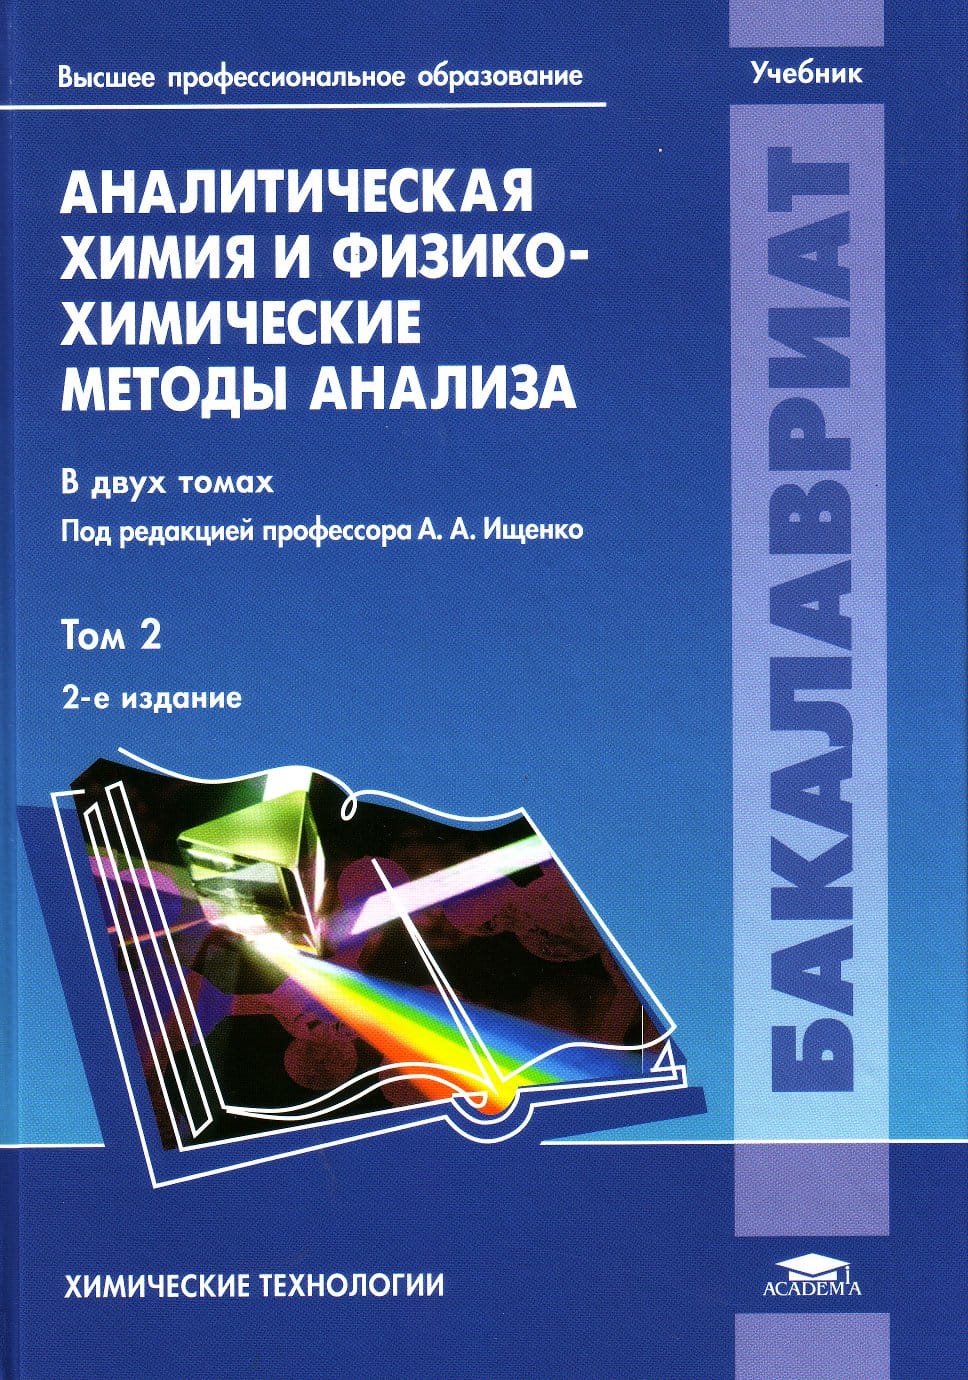 Высшее профессиональное образование
Учебник
АНАЛИТИЧЕСКАЯ
ХИМИЯ И ФИЗИКО-
ХИМИЧЕСКИЕ
МЕТОДЫ АНАЛИЗА
В двух томах
Под редакцией профессора А. А. Ищенко
Том 2
2-е издание
БАКАЛАВРИАТ
ХИМИЧЕСКИЕ ТЕХНОЛОГИИ
ACADEMIA